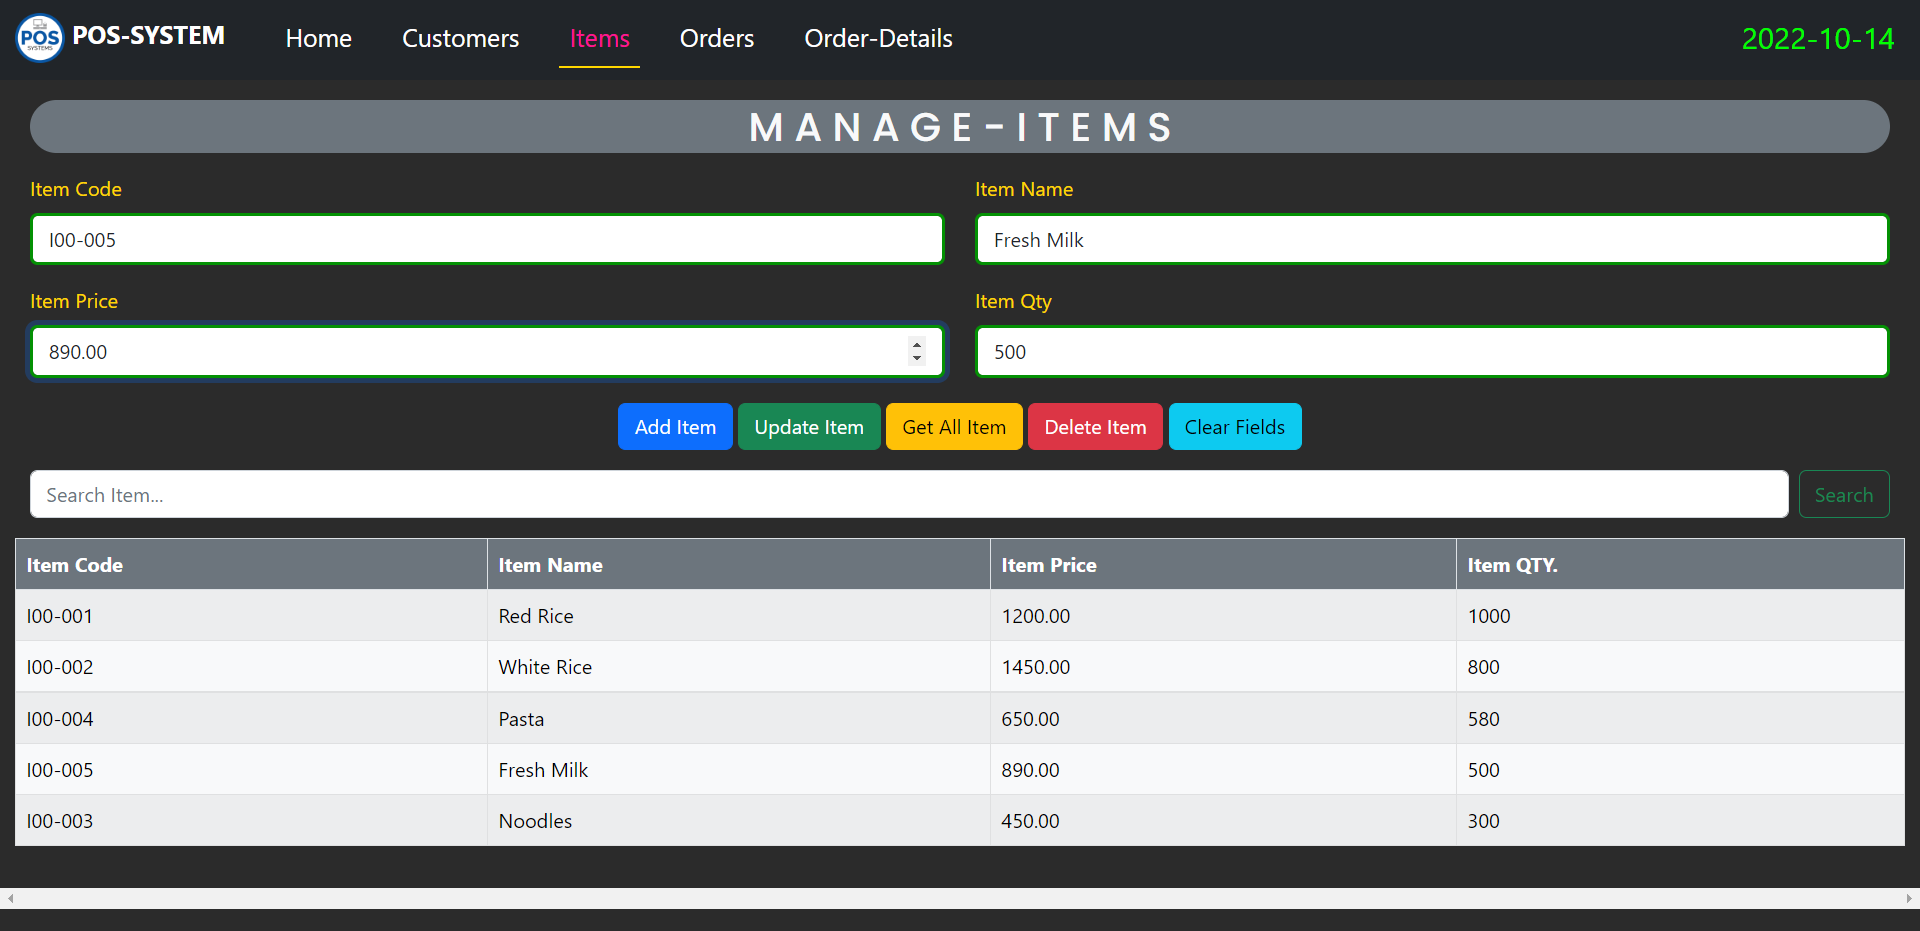 POS SYSTEMS POS-SYSTEM Home Customers Items Orders Order-Details 2022-10-14
MANAGE-ITEMS
Item Code Item Name
I00-005 Fresh Milk
Item Price Item Qty
890.00 500
Add Item Update Item Get All Item Delete Item Clear Fields
Search Item... Search
Item Code Item Name Item Price Item QTY.
I00-001 Red Rice 1200.00 1000
I00-002 White Rice 1450.00 800
I00-004 Pasta 650.00 580
I00-005 Fresh Milk 890.00 500
I00-003 Noodles 450.00 300